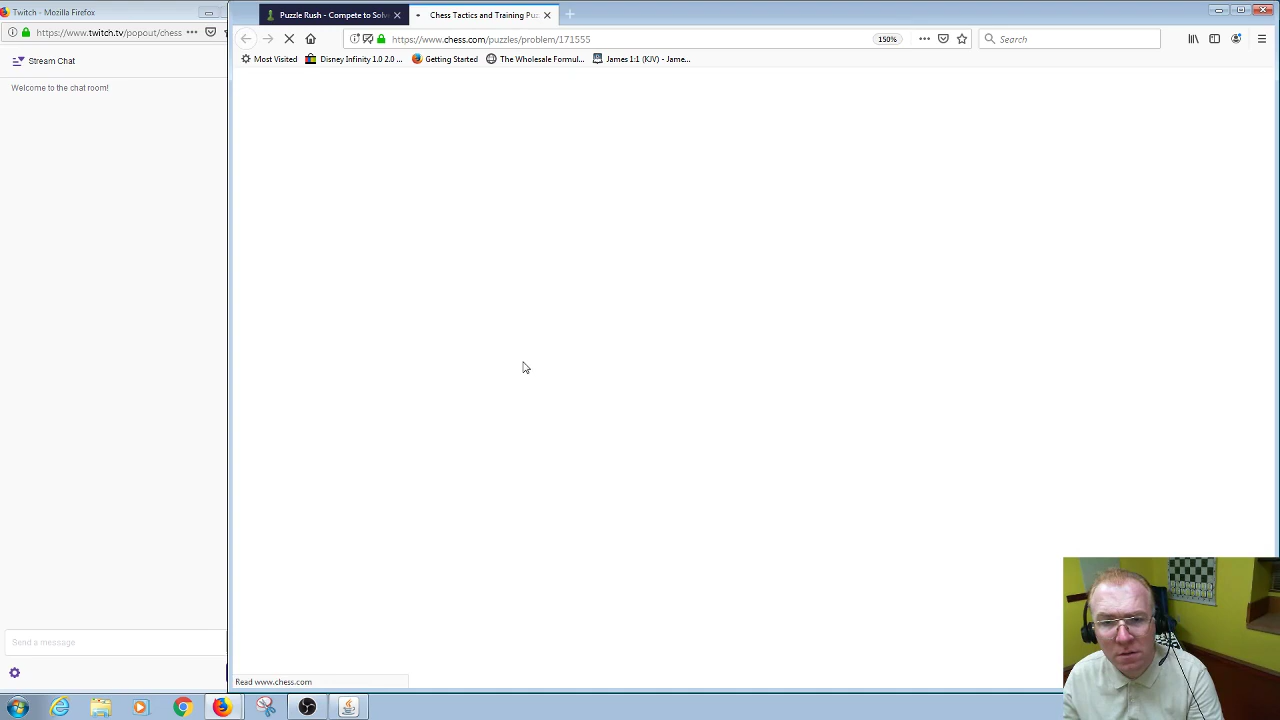 Twitch - Mozilla Firefox
https://www.twitch.tv/popout/chess
Stream Chat
Welcome to the chat room!
Send a message
Puzzle Rush - Compete to Solv
Chess Tactics and Training Puz
https://www.chess.com/puzzles/problem/171555
150%
Search
Most Visited
Disney Infinity 1.0 2.0 ...
Getting Started
The Wholesale Formul...
James 1:1 (KJV) - Jame...
Read www.chess.com